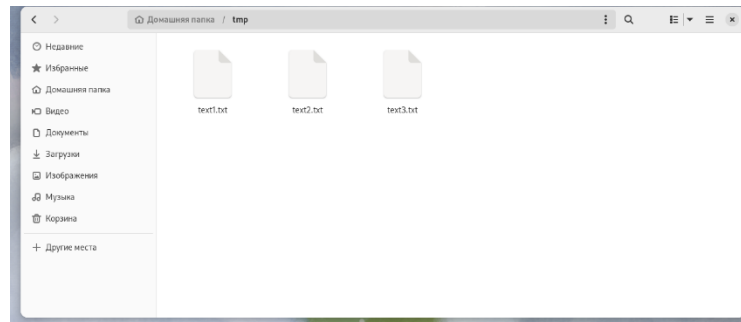 Домашняя папка / tmp
Недавние
Избранные
Домашняя папка
Видео
Документы
Загрузки
Изображения
Музыка
Корзина
+ Другие места
text1.txt text2.txt text3.txt